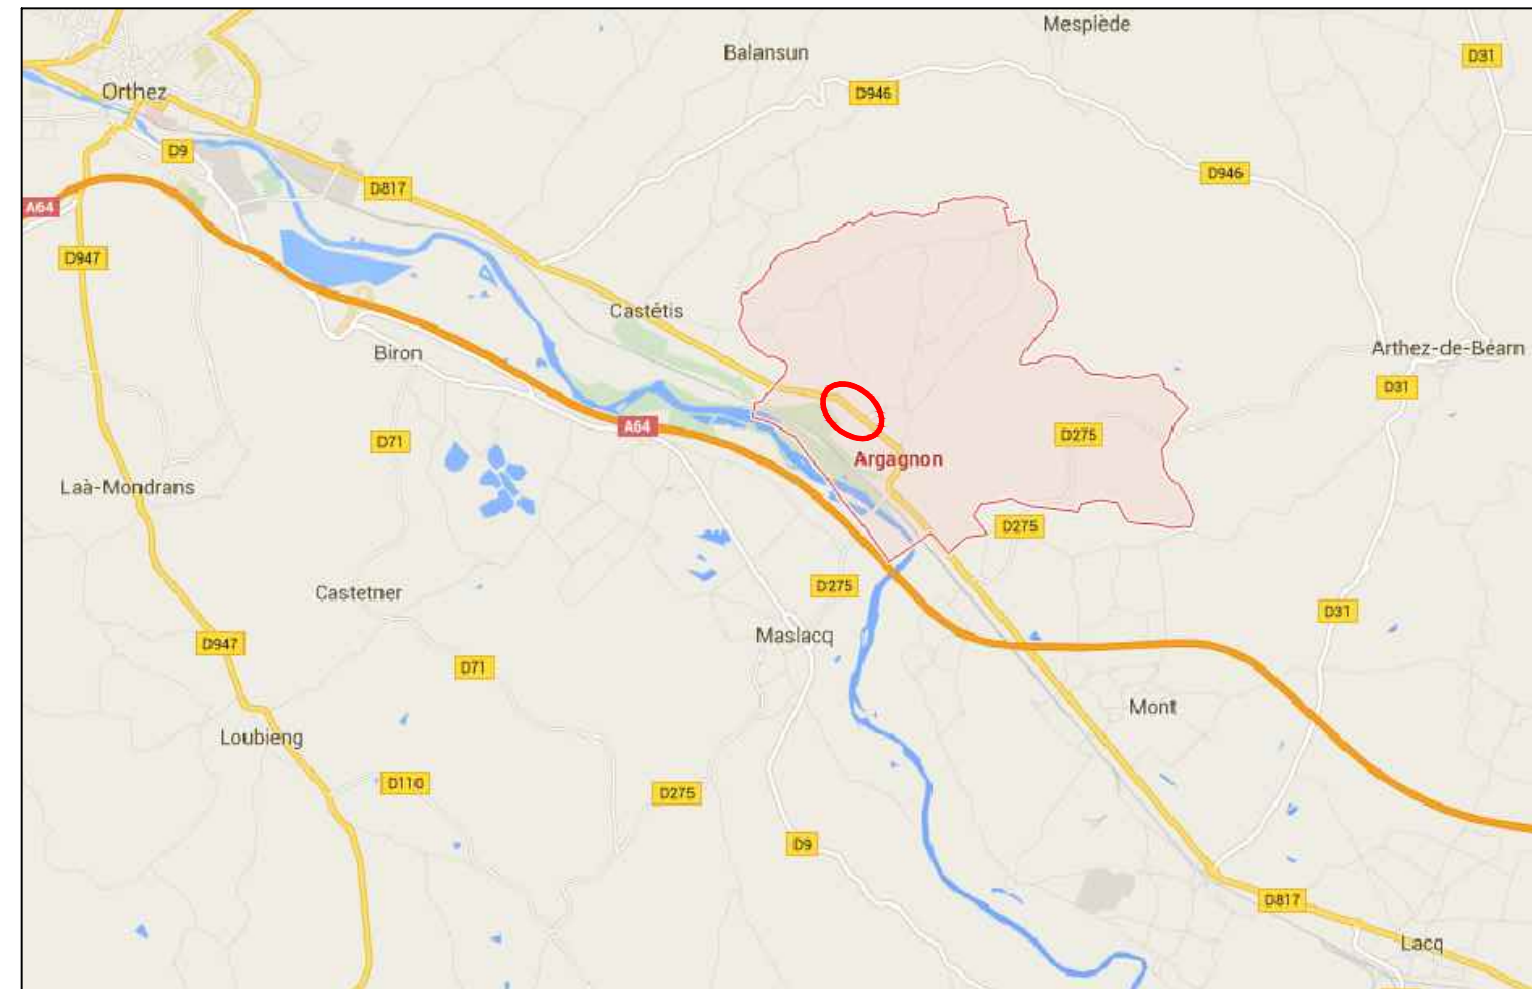 Mesplède
Balansun
D31
Orthez
D946
D9
D946
D817
A64
D947
Castétis
Biron
Arthez-de-Béarn
D31
A64
D275
D71
Argagnon
Laà-Mondrans
D275
D275
Castetner
D31
Maslacq
D947
D71
Mont
Loubieng
D110
D275
D9
D817
Lacq